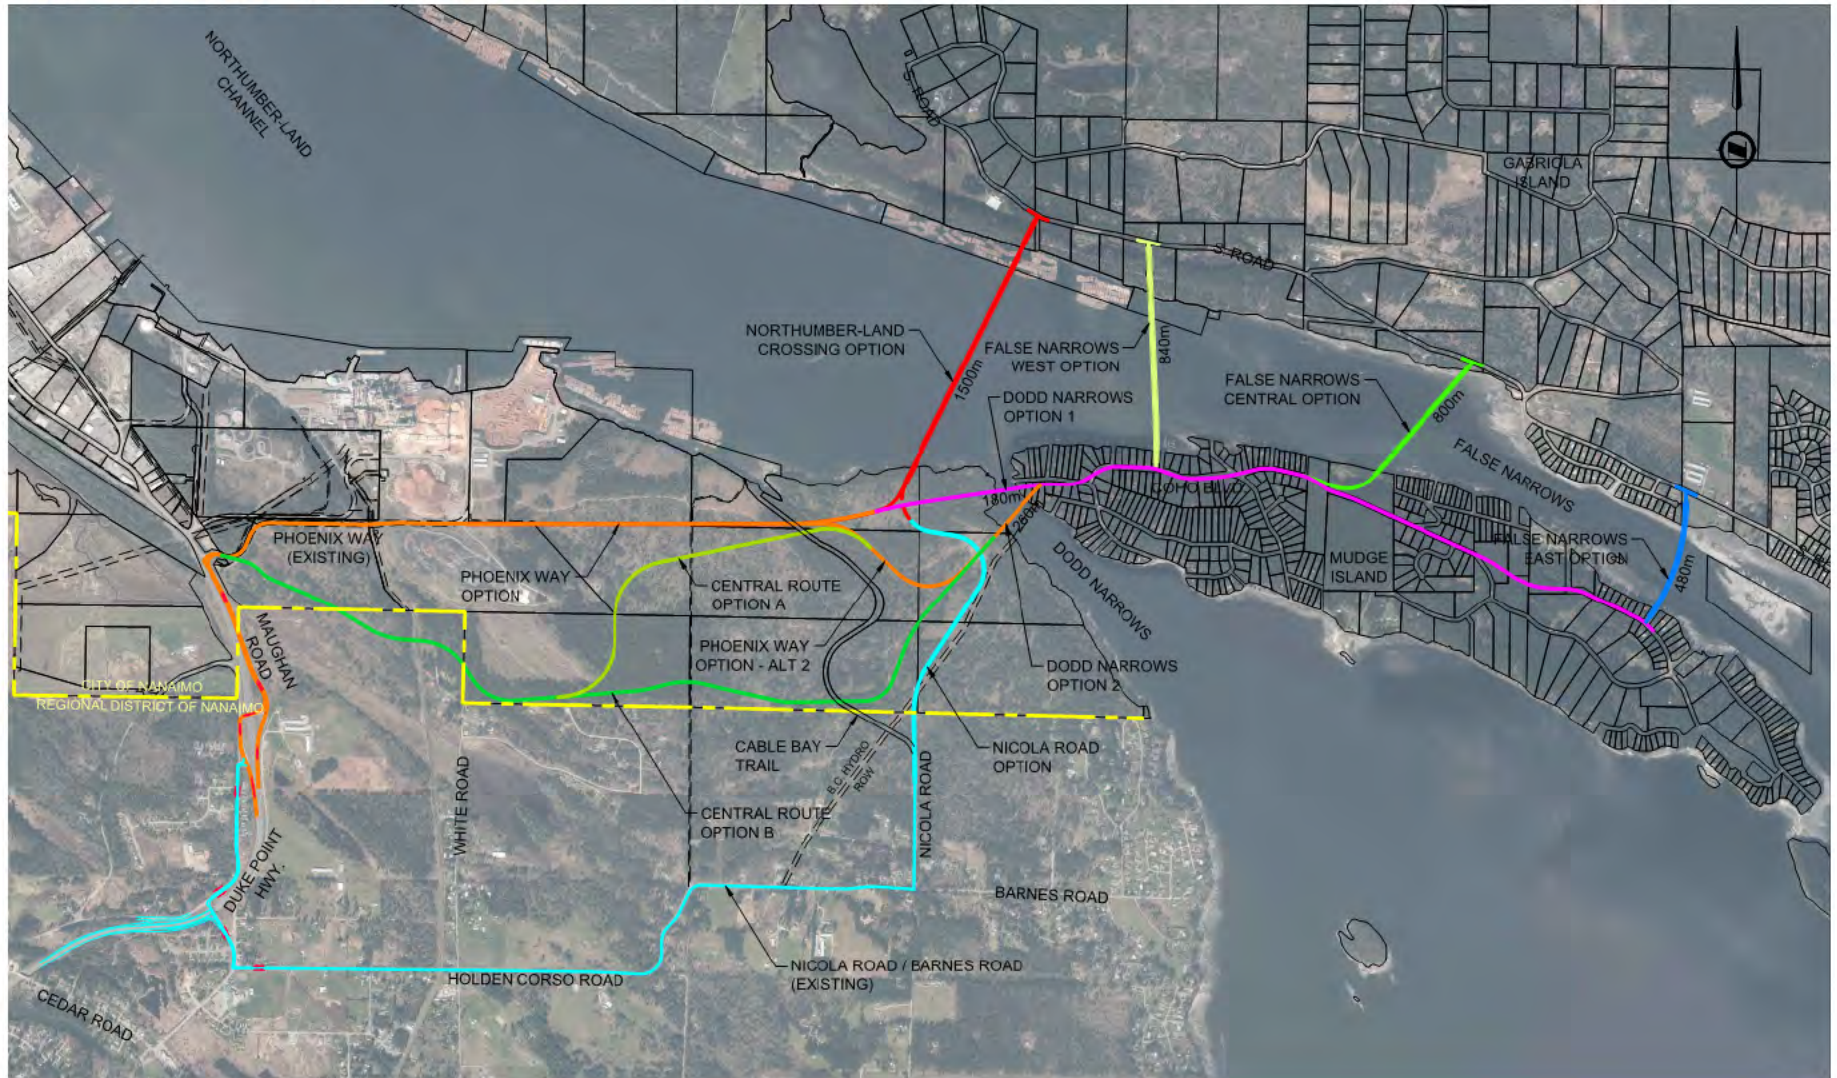 NORTHUMBER-LAND
CHANNEL
S. ROAD
GABRIOLA
ISLAND
S. ROAD
NORTHUMBER-LAND
CROSSING OPTION
1500m
FALSE NARROWS
WEST OPTION
840m
DODD NARROWS
OPTION 1
FALSE NARROWS
CENTRAL OPTION
800m
FALSE NARROWS
180m
COHO BLVD
260m
PHOENIX WAY
(EXISTING)
PHOENIX WAY
OPTION
CENTRAL ROUTE
OPTION A
DODD NARROWS
MUDGE
ISLAND
FALSE NARROWS
EAST OPTION
480m
MAUGHAN
ROAD
PHOENIX WAY
OPTION - ALT 2
DODD NARROWS
OPTION 2
CITY OF NANAIMO
REGIONAL DISTRICT OF NANAIMO
CABLE BAY
TRAIL
B.C. HYDRO
ROW
NICOLA ROAD
NICOLA ROAD
OPTION
WHITE ROAD
CENTRAL ROUTE
OPTION B
DUKE POINT
HWY.
BARNES ROAD
HOLDEN CORSO ROAD
NICOLA ROAD / BARNES ROAD
(EXISTING)
CEDAR ROAD